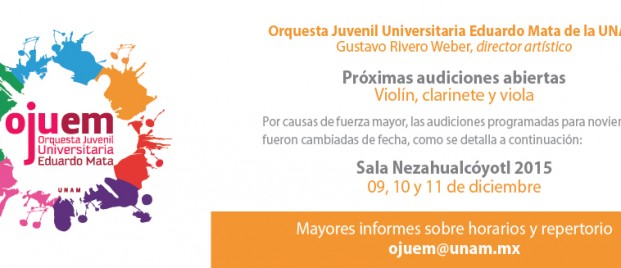 ojuem
Orquesta Juvenil
Universitaria
Eduardo Mata
UNAM
Orquesta Juvenil Universitaria Eduardo Mata de la
Gustavo Rivero Weber, director artístico
Próximas audiciones abiertas
Violín, clarinete y viola
Por causas de fuerza mayor, las audiciones programadas para
fueron cambiadas de fecha, como se detalla a continuación:
Sala Nezahualcóyotl 2015
09, 10 y 11 de diciembre
Mayores informes sobre horarios y repertorio
ojuem@unam.mx